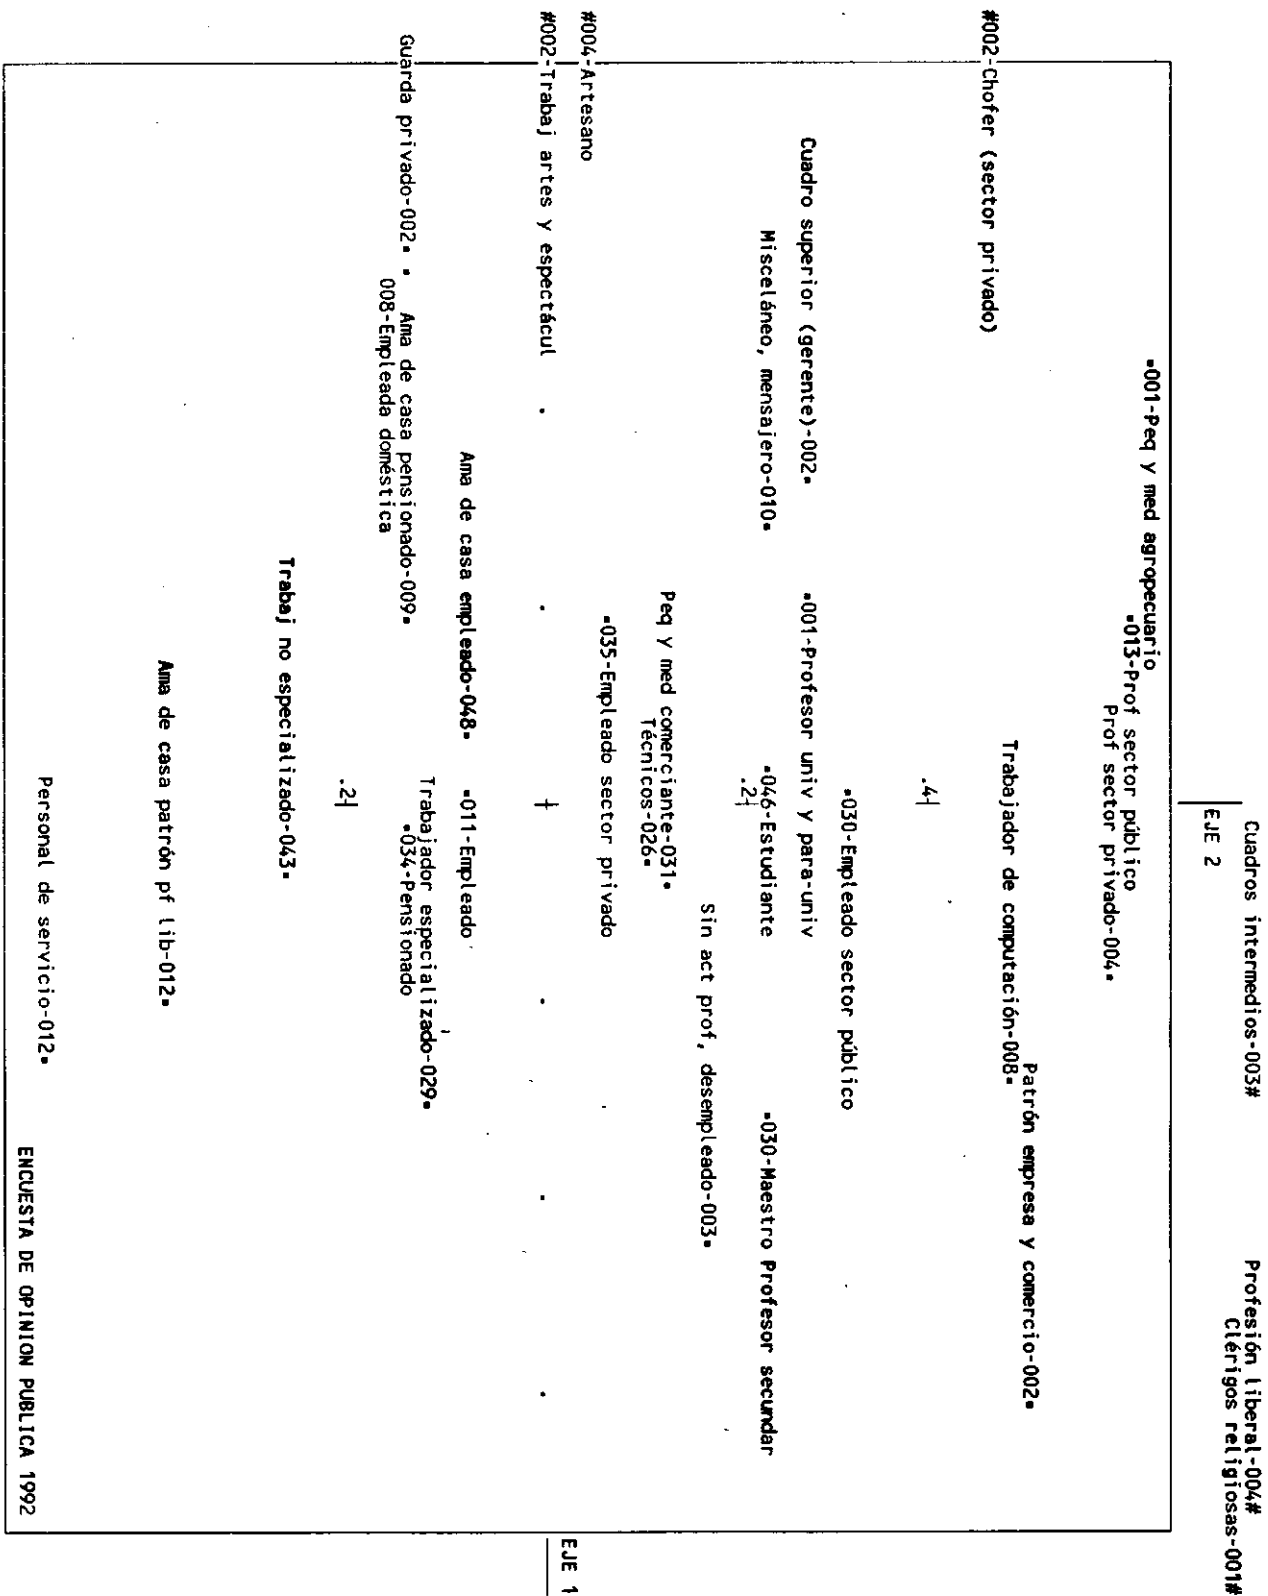 Cuadros intermedios-003#
Profesión liberal-004#
Clérigos religiosas-001#
EJE 2
•001-Peq y med agropecuario
•013-Prof sector público
Prof sector privado-004•
Patrón empresa y comercio-002•
Trabajador de computación-008•
#002-Chofer (sector privado)
.4
•030-Empleado sector público
Cuadro superior (gerente)-002•
•001-Profesor univ y para-univ
Misceláneo, mensajero-010•
•046-Estudiante
•030-Maestro Profesor secundar
.2
Sin act prof, desempleado-003•
Peq y med comerciante-031•
Técnicos-026•
•035-Empleado sector privado
#004-Artesano
EJE 1
#002-Trabaj artes y espectácul
Ama de casa empleado-048•
•011-Empleado
Trabajador especializado-029•
•034-Pensionado
Guarda privado-002•
Ama de casa pensionado-009•
008-Empleada doméstica
.2
Trabaj no especializado-043•
Ama de casa patrón pf lib-012•
Personal de servicio-012•
ENCUESTA DE OPINION PUBLICA 1992